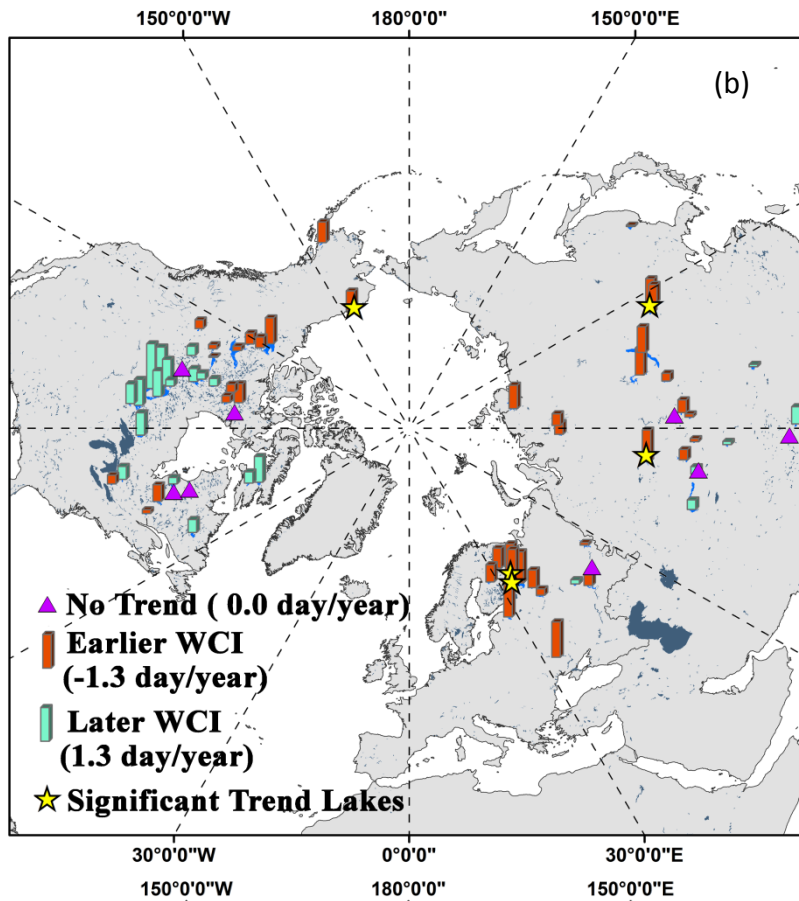 150°0'0"W 180°0'0" 150°0'0"E
(b)
No Trend ( 0.0 day/year)
Earlier WCI
(-1.3 day/year)
Later WCI
(1.3 day/year)
Significant Trend Lakes
30°0'0"W 0°0'0" 30°0'0"E
150°0'0"W 180°0'0" 150°0'0"E